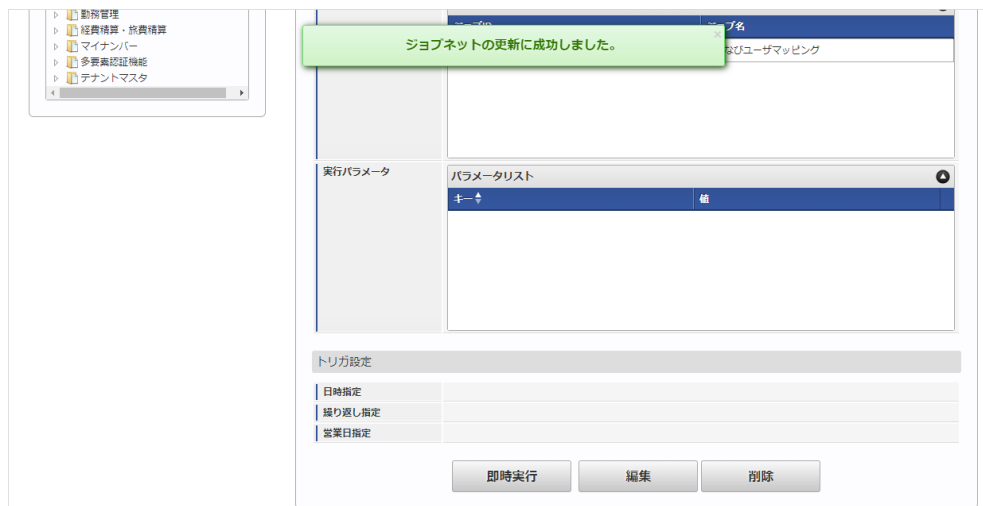 勤務管理
経費精算・旅費精算
マイナンバー
多要素認証機能
テナントマスタ
ジョブネットの更新に成功しました。
×
なびユーザマッピング
実行パラメータ
パラメータリスト
キー
値
トリガ設定
日時指定
繰り返し指定
営業日指定
即時実行
編集
削除